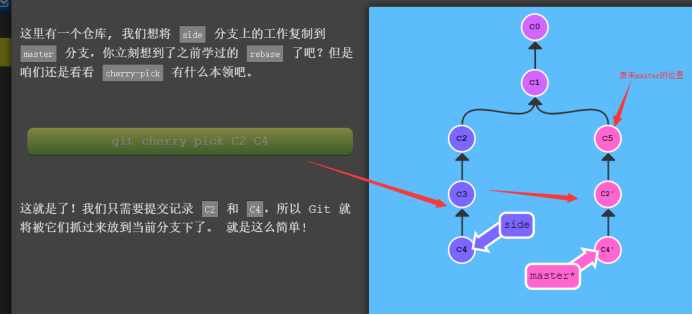 这里有一个仓库, 我们想将 side 分支上的工作复制到
master 分支，你立刻想到了之前学过的 rebase 了吧？但是
咱们还是看看 cherry-pick 有什么本领吧。
git cherry-pick C2 C4
这就是了！我们只需要提交记录 C2 和 C4，所以 Git 就
将被它们抓过来放到当前分支下了。 就是这么简单！
c0
c1
原来master的位置
c2
c5
c3
C2'
side
c4
C4'
master*